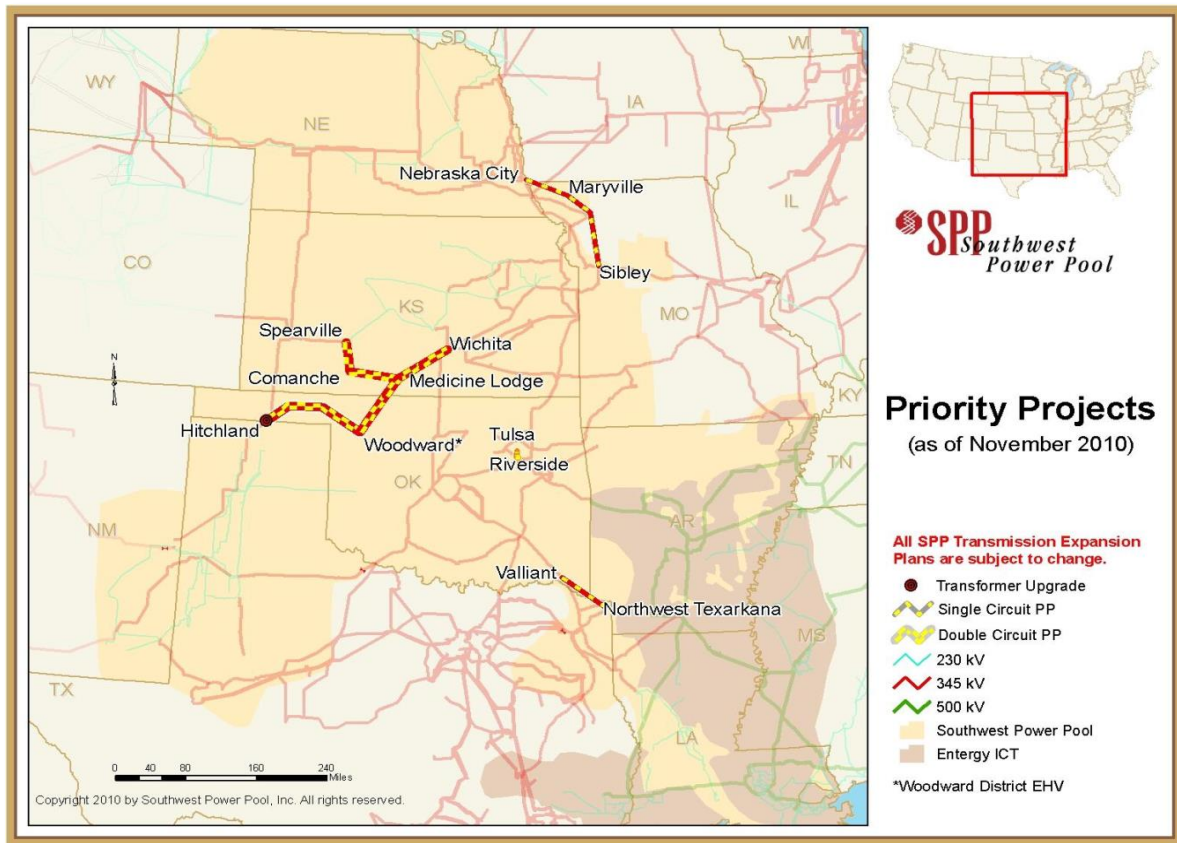 SD
WY
WI
IA
NE
Nebraska City
Maryville
IL
CO
Sibley
KS
MO
Spearville
Wichita
Comanche
Medicine Lodge
N
KY
Hitchland
Woodward*
Tulsa
Riverside
TN
OK
NM
AR
Valliant
Northwest Texarkana
MS
TX
LA
0 40 80 160 240
Miles
Copyright 2010 by Southwest Power Pool, Inc. All rights reserved.
SPP Southwest
Power Pool
Priority Projects
(as of November 2010)
All SPP Transmission Expansion
Plans are subject to change.
Transformer Upgrade
Single Circuit PP
Double Circuit PP
230 kV
345 kV
500 kV
Southwest Power Pool
Entergy ICT
*Woodward District EHV